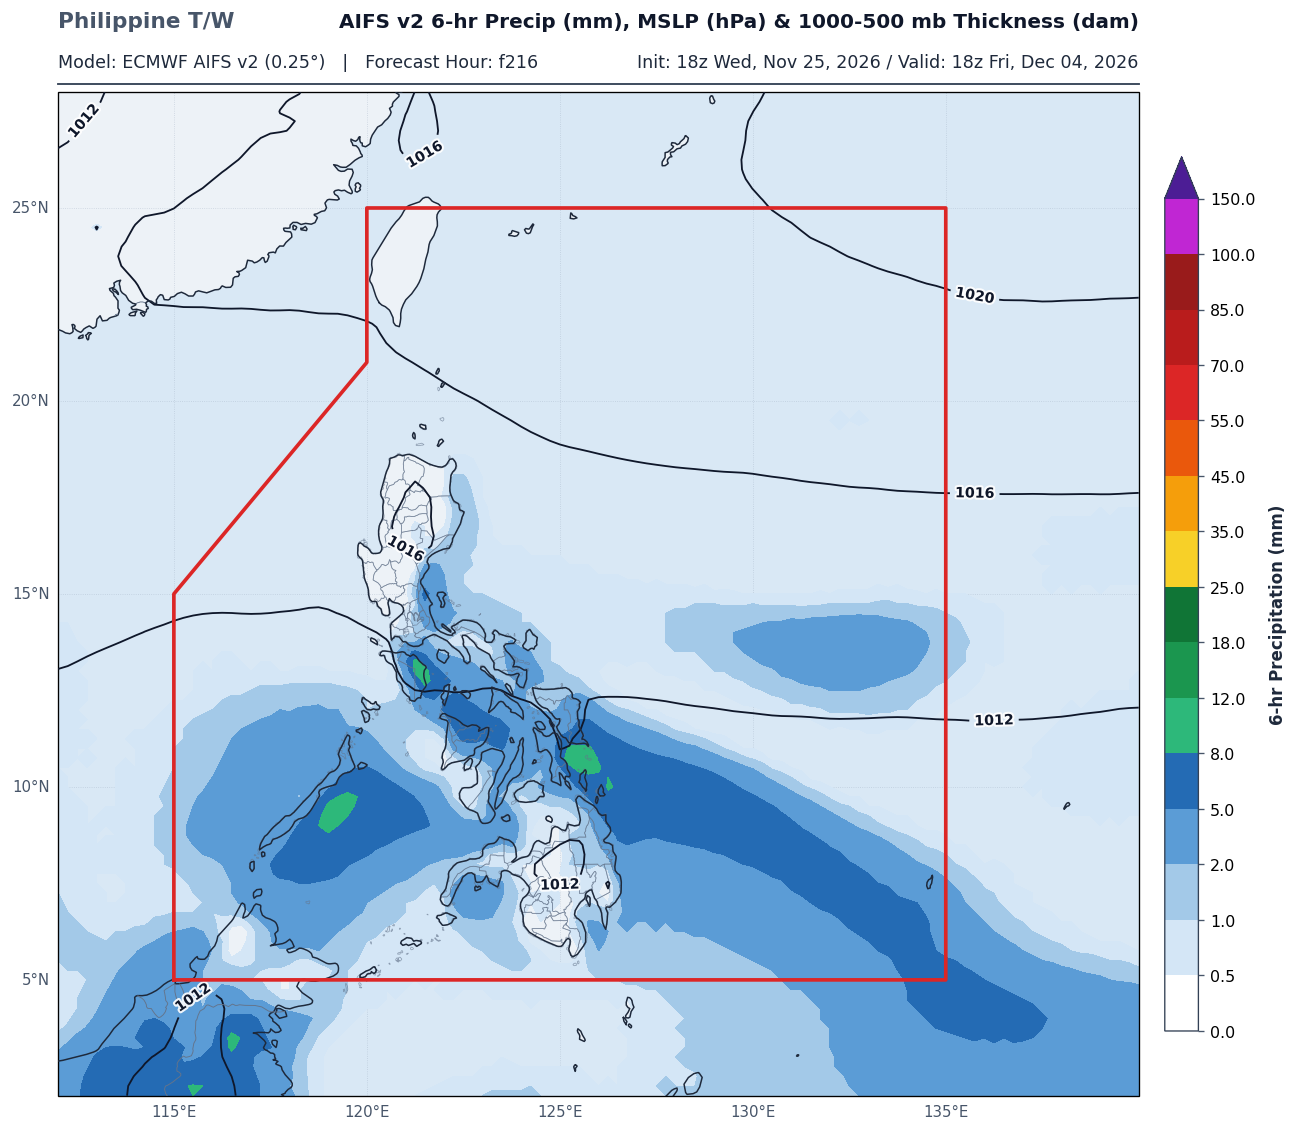 Philippine T/W
AIFS v2 6-hr Precip (mm), MSLP (hPa) & 1000-500 mb Thickness (dam)
Model: ECMWF AIFS v2 (0.25°) | Forecast Hour: f216
Init: 18z Wed, Nov 25, 2026 / Valid: 18z Fri, Dec 04, 2026
1012
1016
25°N
1020
20°N
1016
1016
15°N
1012
10°N
1012
5°N
1012
115°E
120°E
125°E
130°E
135°E
150.0
100.0
85.0
70.0
55.0
45.0
35.0
25.0
18.0
12.0
8.0
5.0
2.0
1.0
0.5
0.0
6-hr Precipitation (mm)